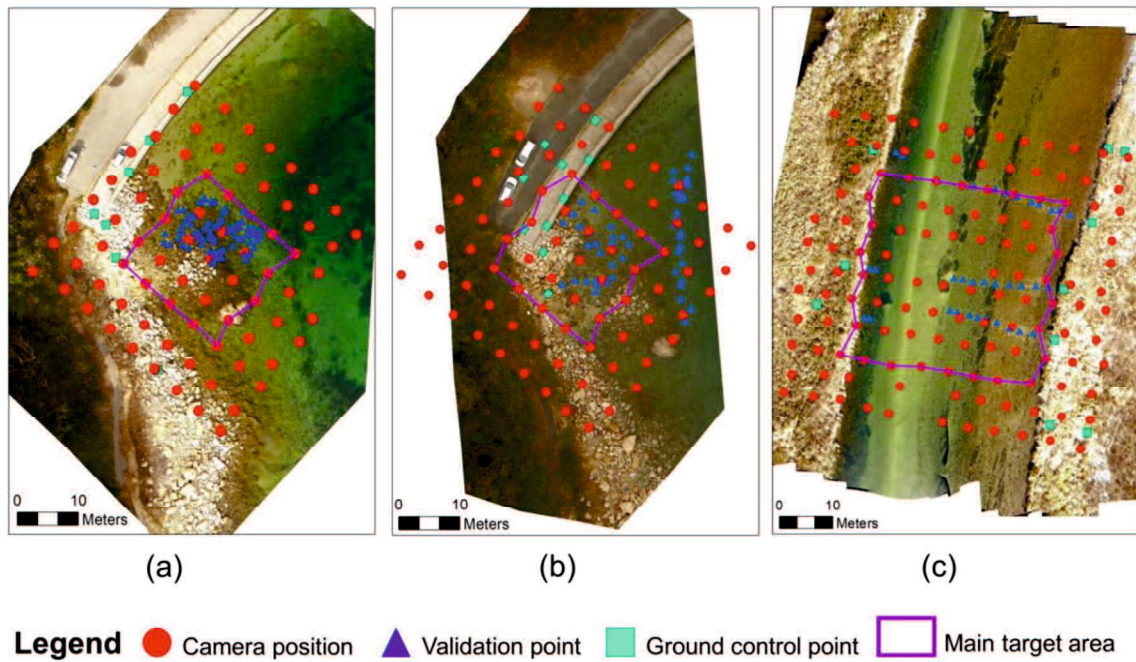 0 10
Meters
0 10
Meters
0 10
Meters
(a) (b) (c)
Legend Camera position Validation point Ground control point Main target area